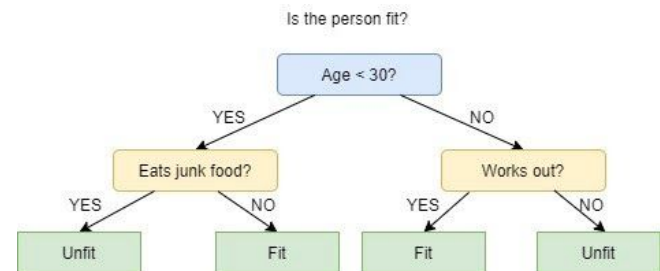 Is the person fit?
Age < 30?
YES
NO
Eats junk food?
Works out?
YES
NO
YES
NO
Unfit
Fit
Fit
Unfit